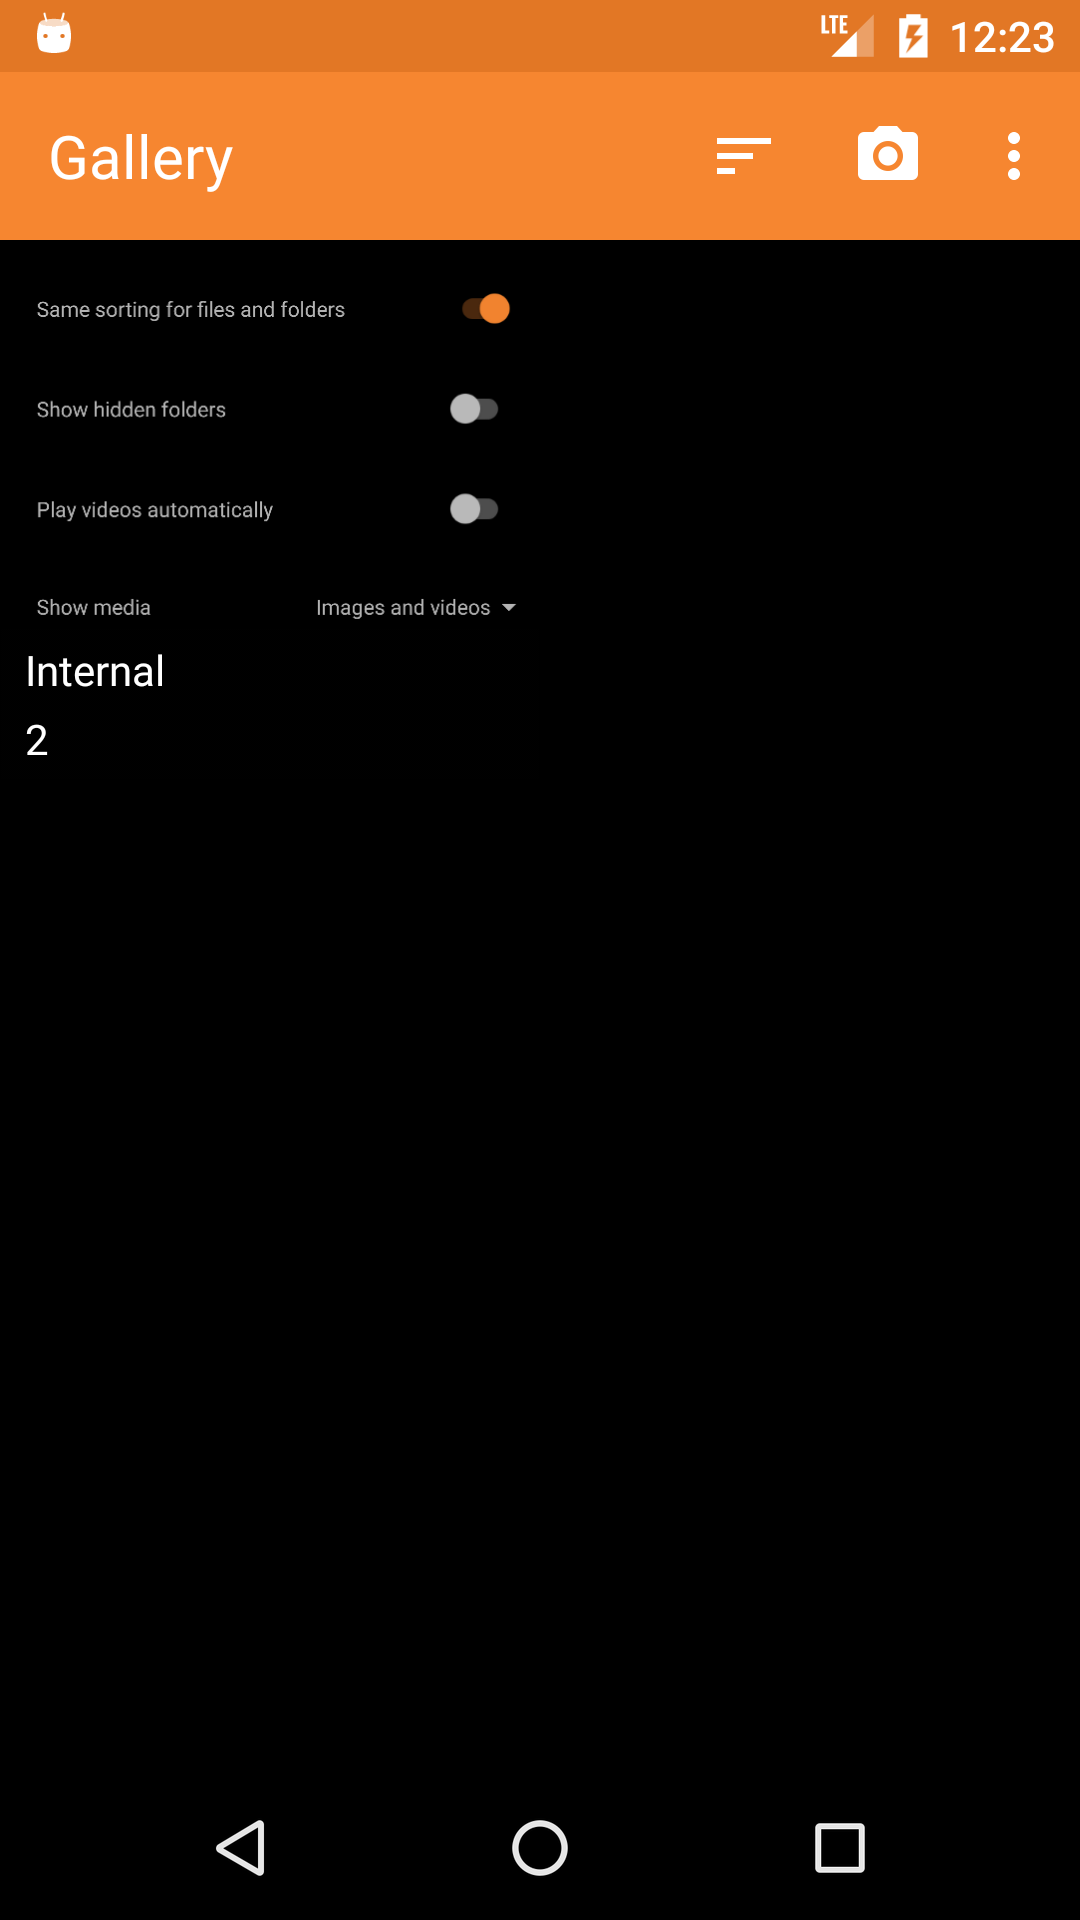 LTE 12:23
Gallery
Same sorting for files and folders
Show hidden folders
Play videos automatically
Show media Images and videos
Internal
2